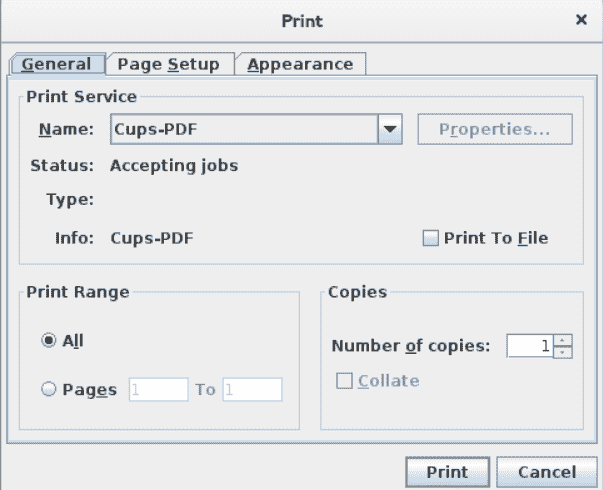 Print
General Page Setup Appearance
Print Service
Name: Cups-PDF Properties...
Status: Accepting jobs
Type:
Info: Cups-PDF Print To File
Print Range
All
Pages 1 To 1
Copies
Number of copies: 1
Collate
Print Cancel